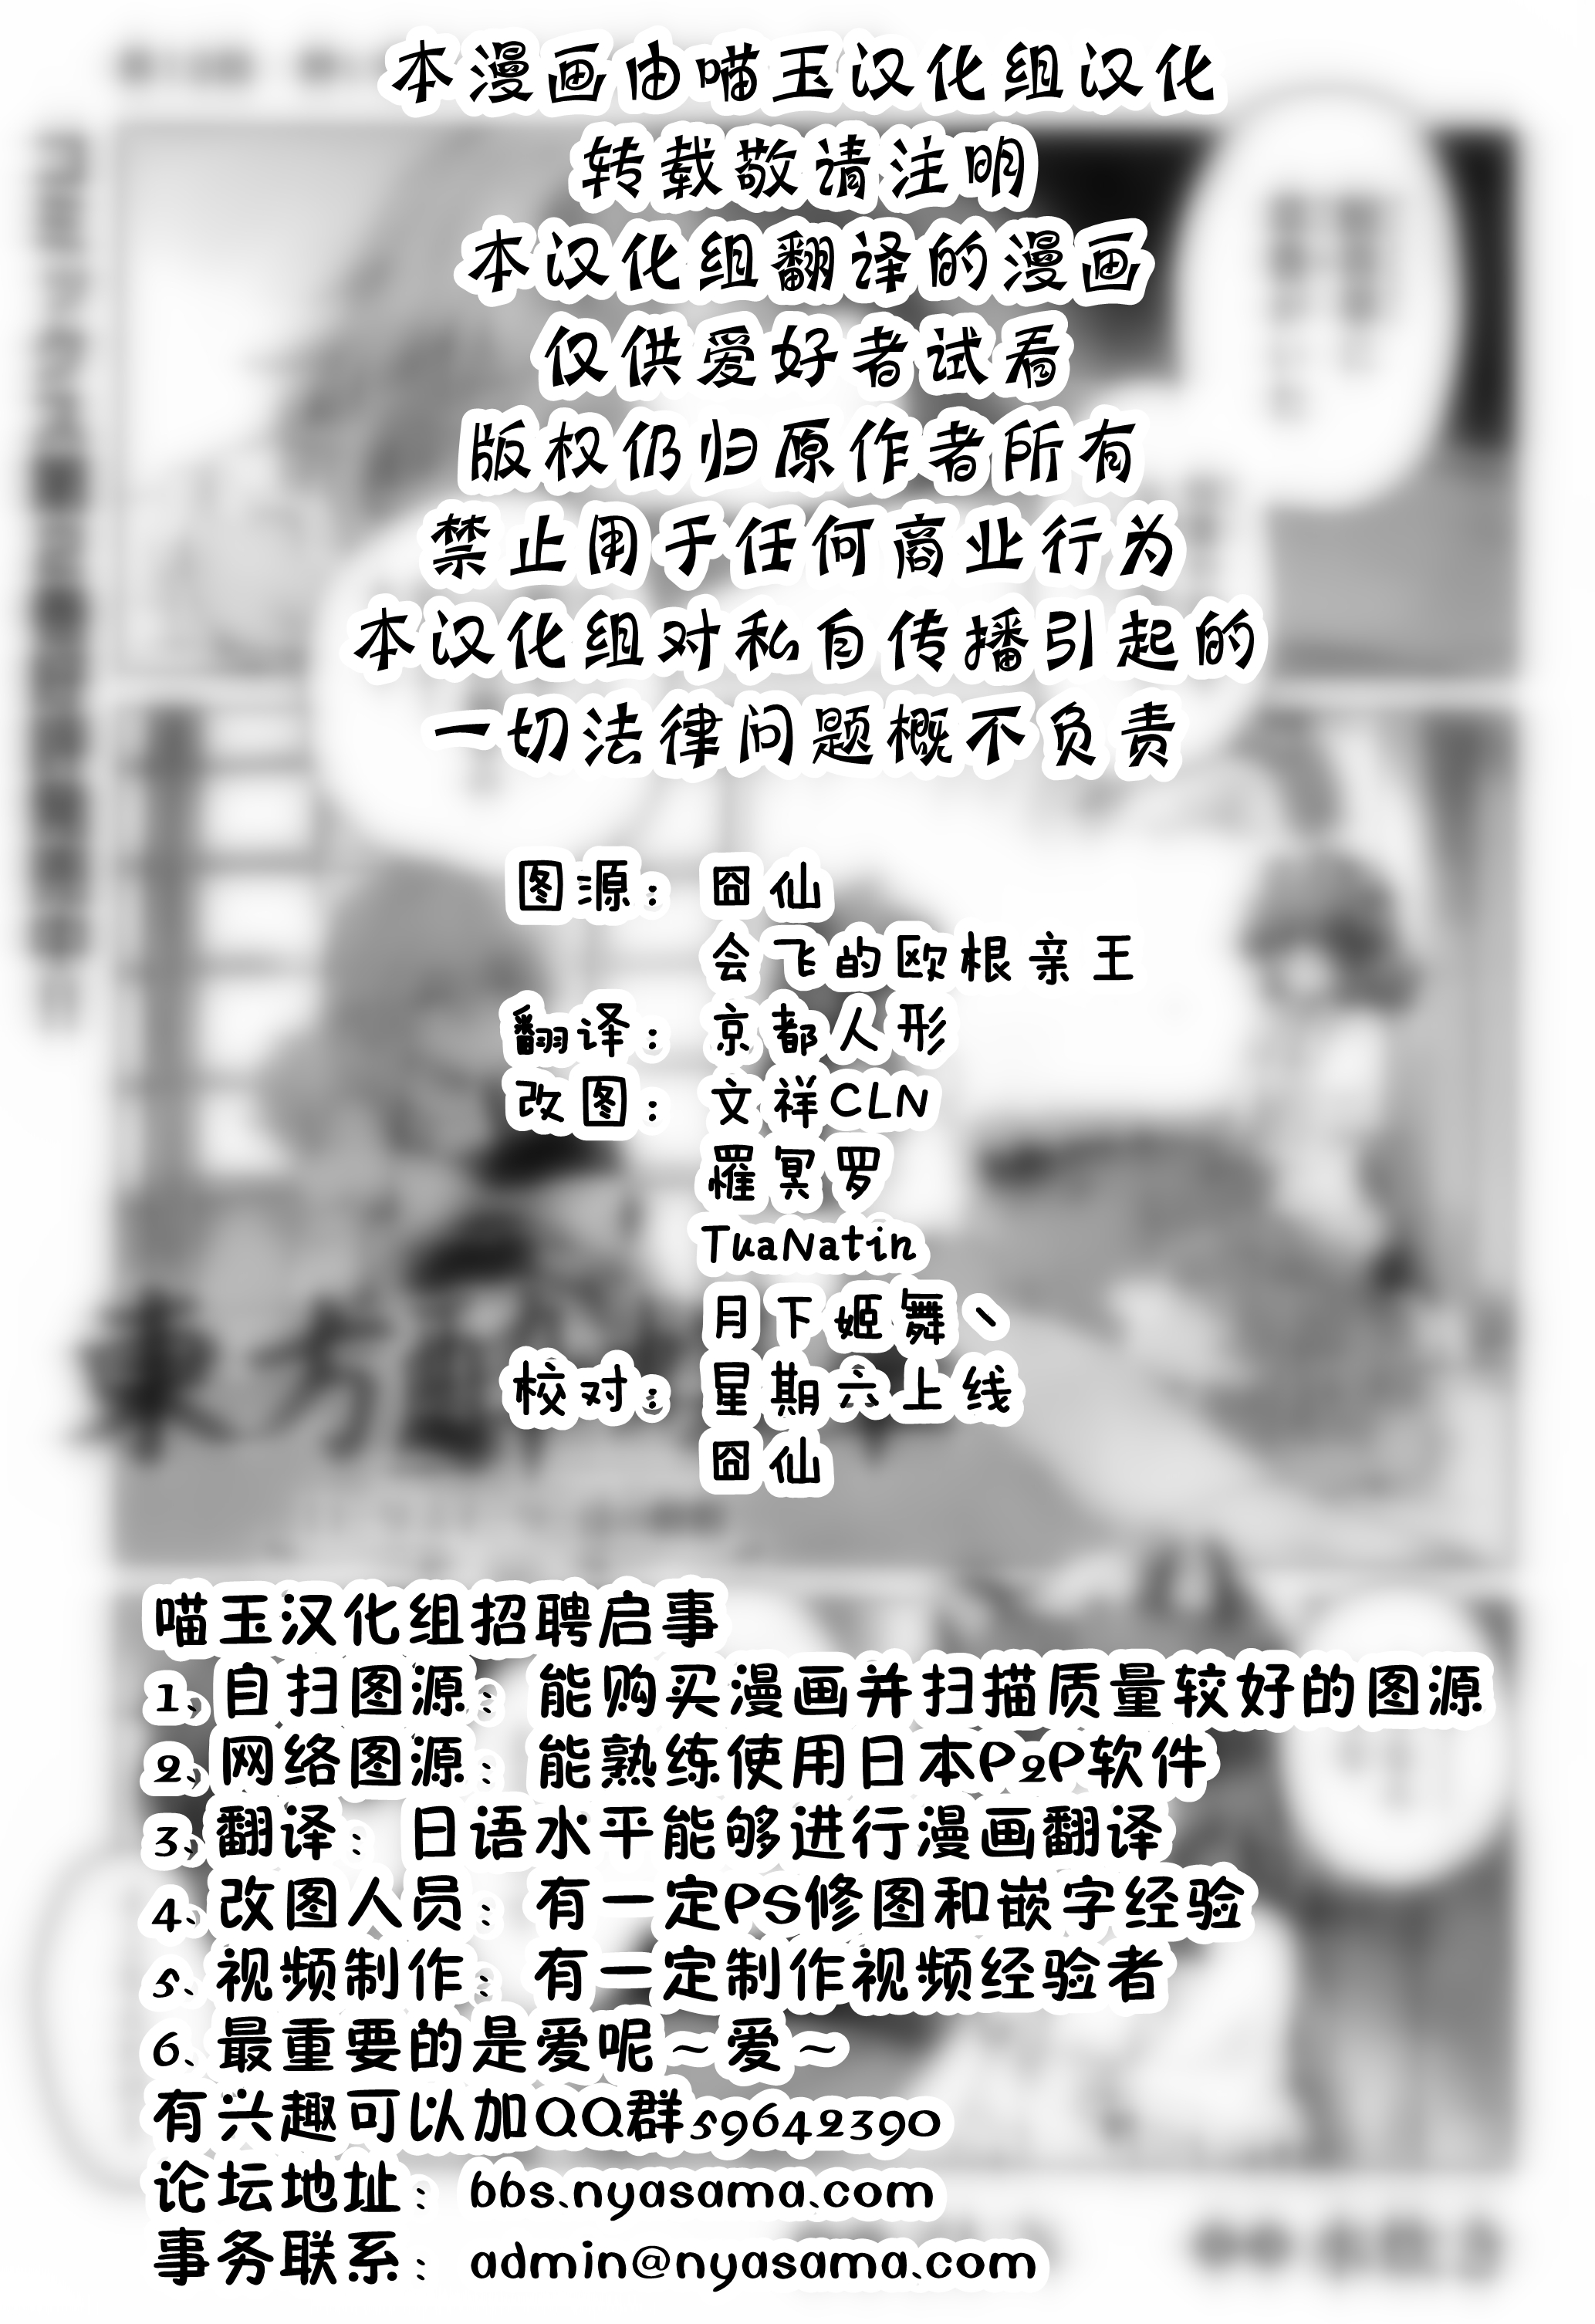 本漫画由喵玉汉化组汉化
转载敬请注明
本汉化组翻译的漫画
仅供爱好者试看
版权仍归原作者所有
禁止用于任何商业行为
本汉化组对私自传播引起的
一切法律问题概不负责
图源：囧仙
会飞的欧根亲王
翻译：京都人形
改图：文祥CLN
罹冥罗
TuaNatin
月下姬舞丶
校对：星期六上线
囧仙
喵玉汉化组招聘启事
1、自扫图源：能购买漫画并扫描质量较好的图源
2、网络图源：能熟练使用日本P2P软件
3、翻译：日语水平能够进行漫画翻译
4、改图人员：有一定PS修图和嵌字经验
5、视频制作：有一定制作视频经验者
6、最重要的是爱呢～爱～
有兴趣可以加QQ群59642390
论坛地址：bbs.nyasama.com
事务联系：admin@nyasama.com